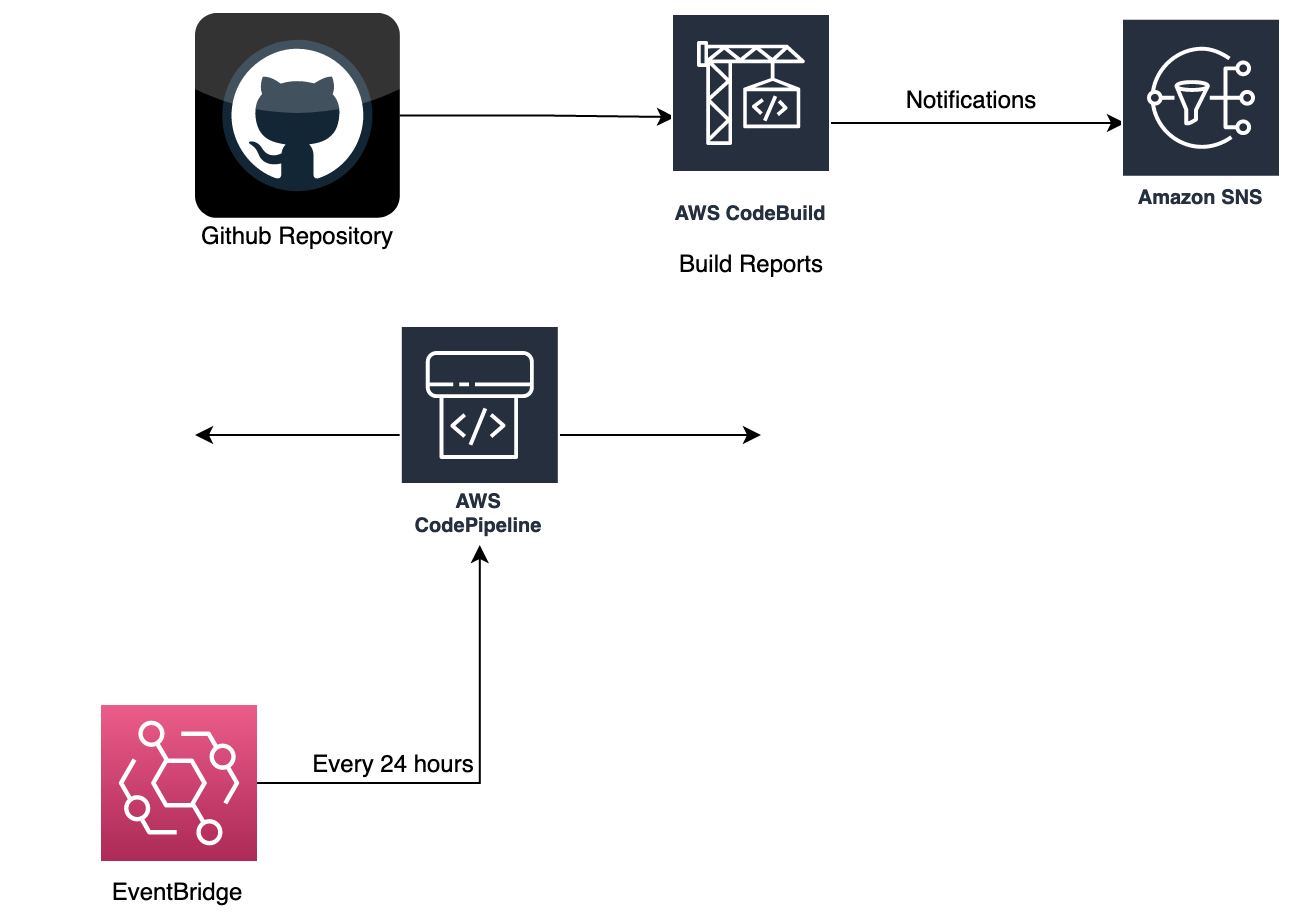 Notifications
Amazon SNS
AWS CodeBuild
Github Repository
Build Reports
</>
</>
AWS
CodePipeline
Every 24 hours
EventBridge